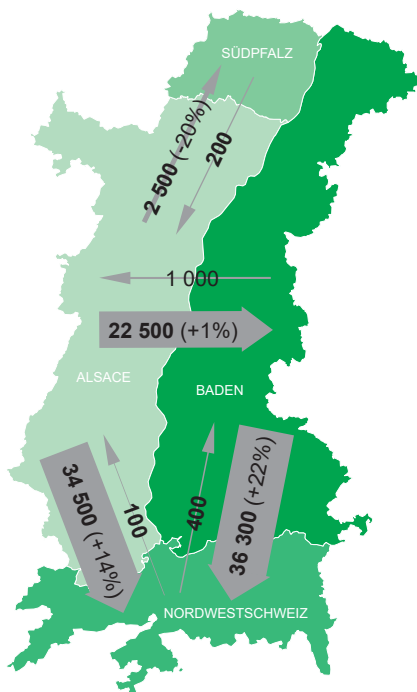 SÜDPFALZ
2 500 (-20%)
200
1 000
22 500 (+1%)
ALSACE
BADEN
34 500 (+14%)
100
400
36 300 (+22%)
NORDWESTSCHWEIZ